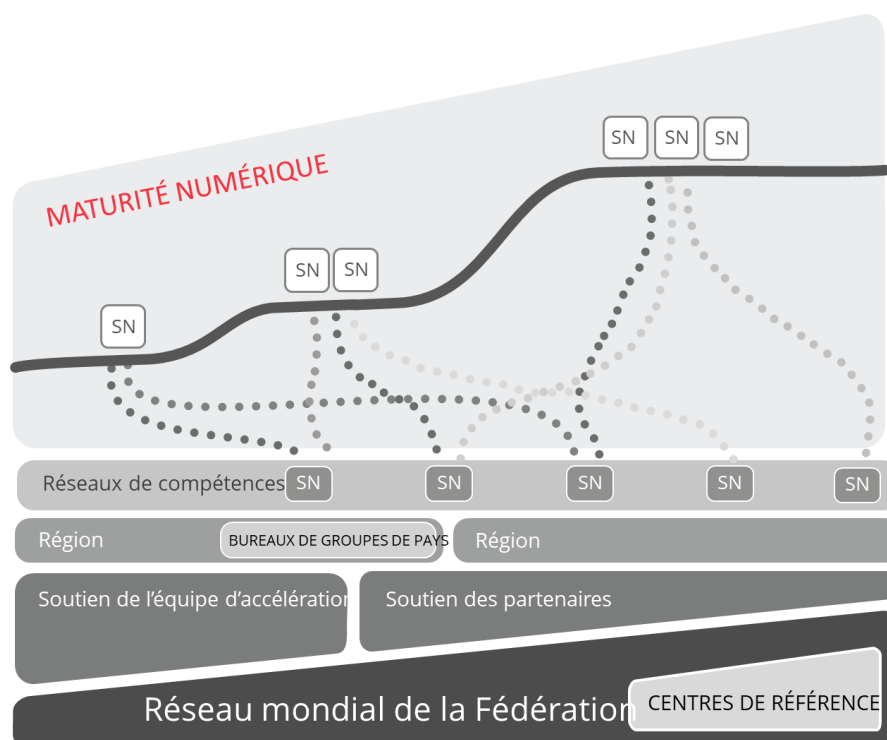 SN SN SN
MATURITÉ NUMÉRIQUE
SN SN
SN
Réseaux de compétences SN SN SN SN SN
Région BUREAUX DE GROUPES DE PAYS Région
Soutien de l'équipe d'accélération Soutien des partenaires
Réseau mondial de la Fédération CENTRES DE RÉFÉRENCE